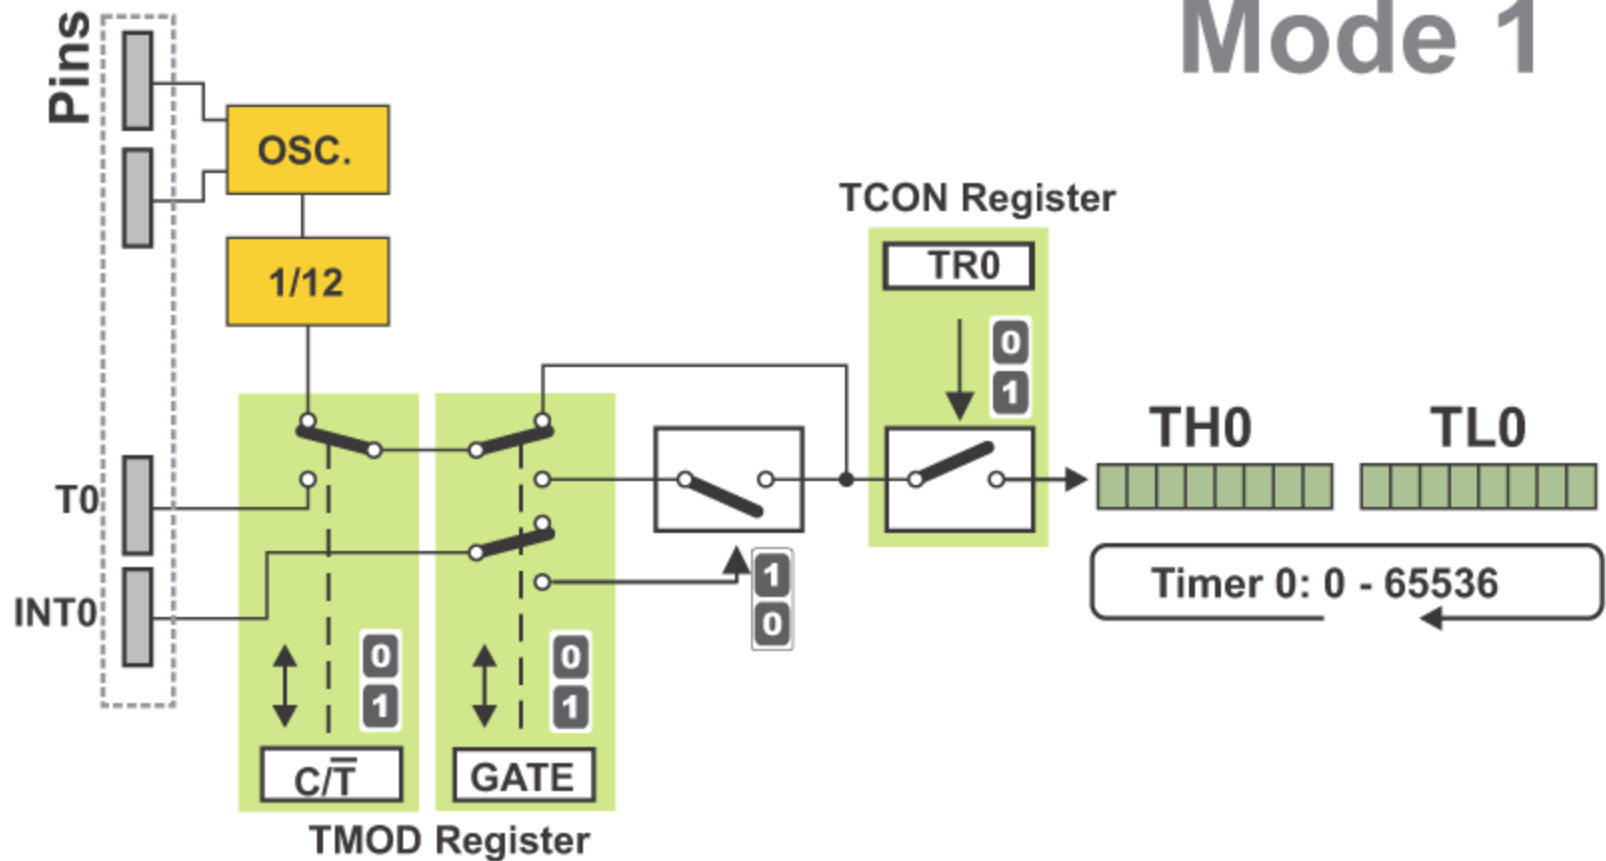 Mode 1
Pins
OSC.
1/12
TCON Register
TR0
0
1
TH0 TL0
T0
INT0
1
0
Timer 0: 0 - 65536
0
1
0
1
C/T̅
GATE
TMOD Register